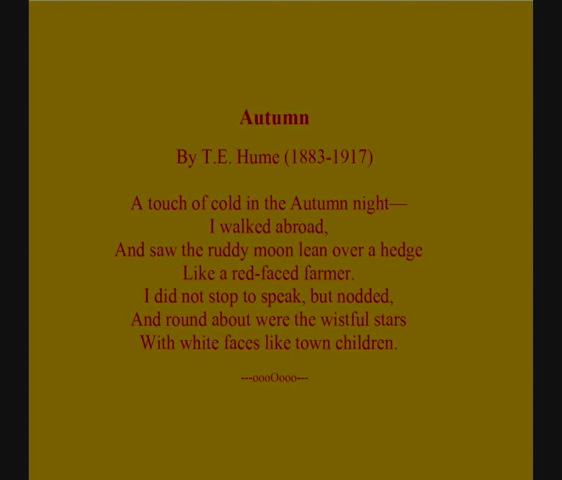 Autumn
By T.E. Hume (1883-1917)
A touch of cold in the Autumn night—
I walked abroad,
And saw the ruddy moon lean over a hedge
Like a red-faced farmer.
I did not stop to speak, but nodded,
And round about were the wistful stars
With white faces like town children.
---oooOooo---